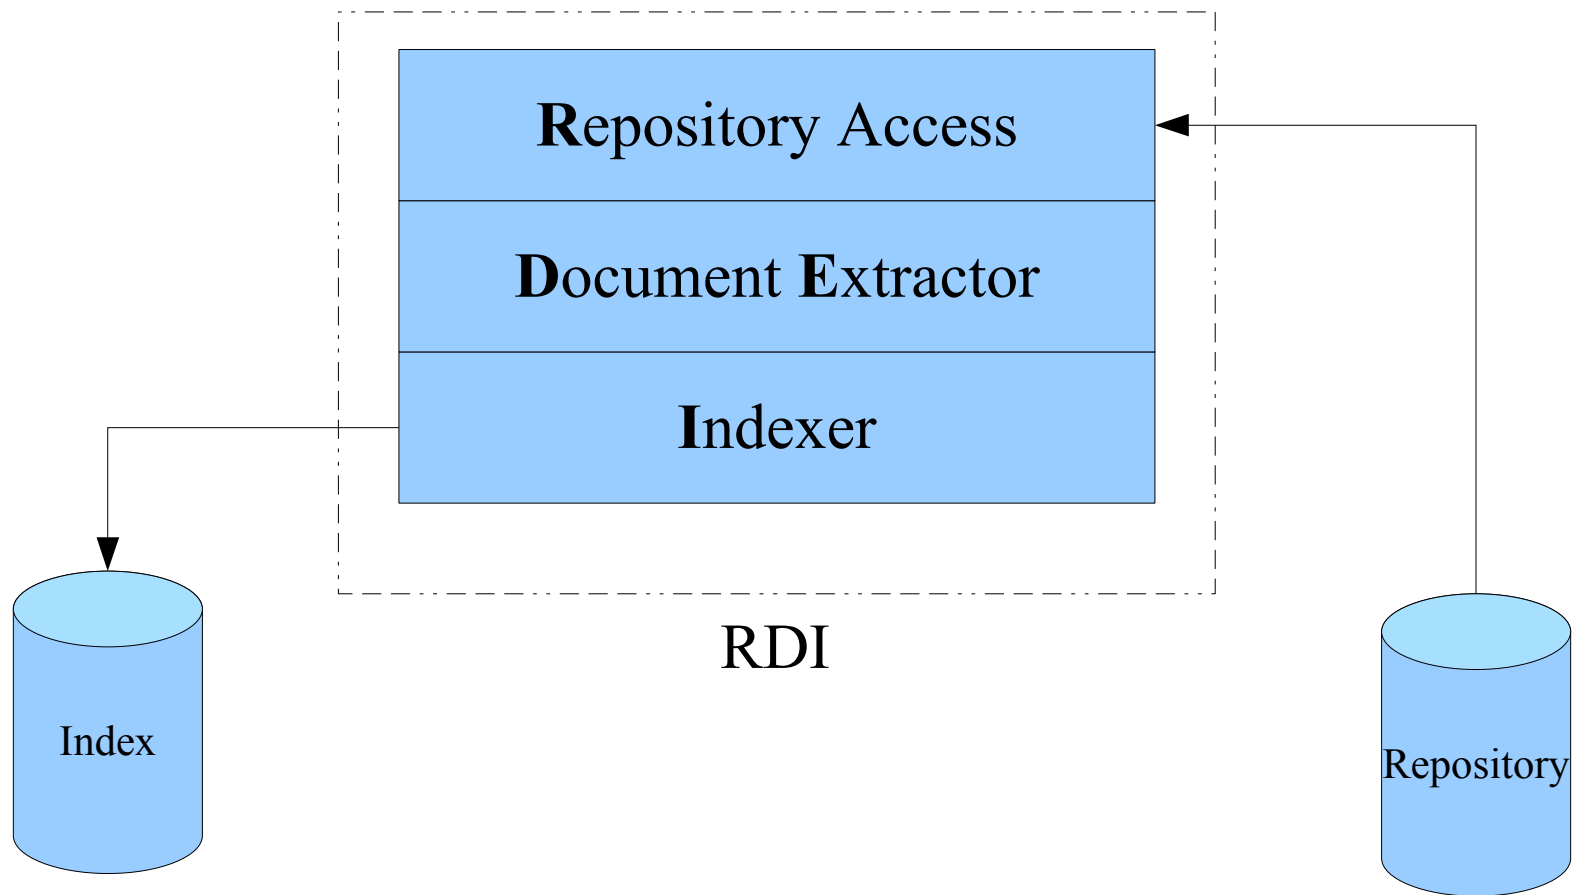 Repository Access
Document Extractor
Indexer
RDI
Index
Repository